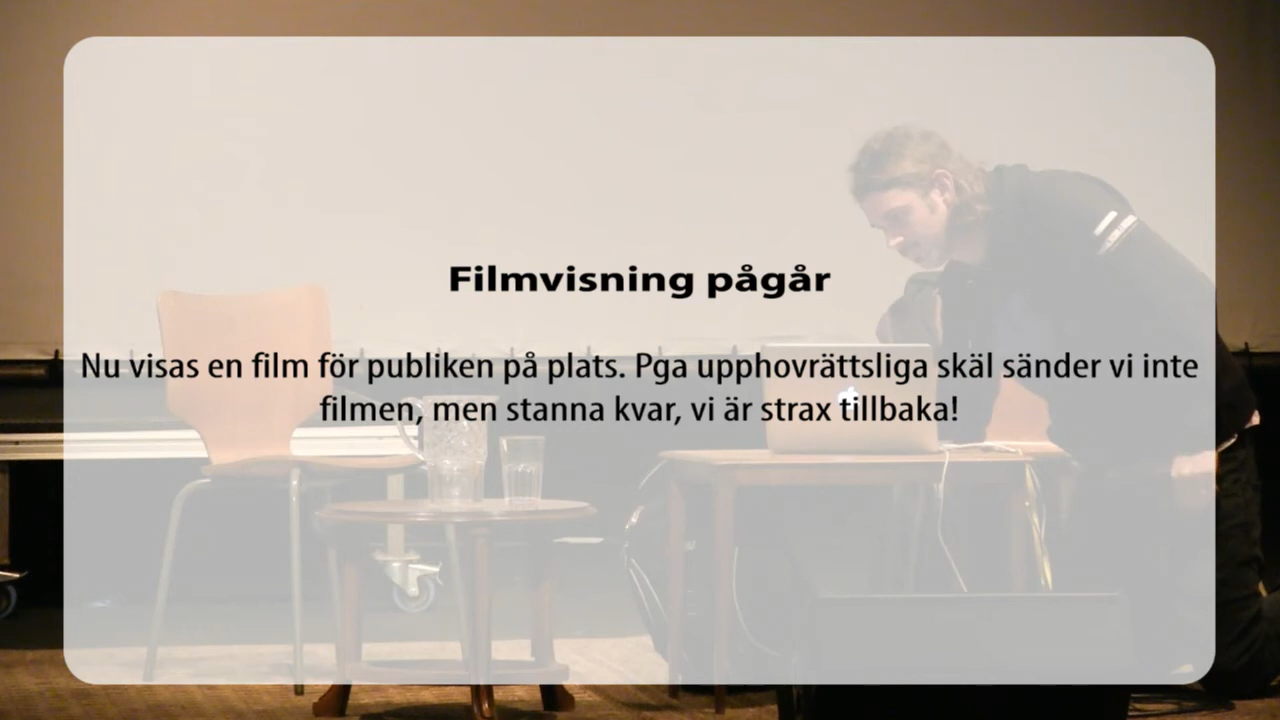 Filmvisning pågår
Nu visas en film för publiken på plats. Pga upphovrättsliga skäl sänder vi inte
filmen, men stanna kvar, vi är strax tillbaka!